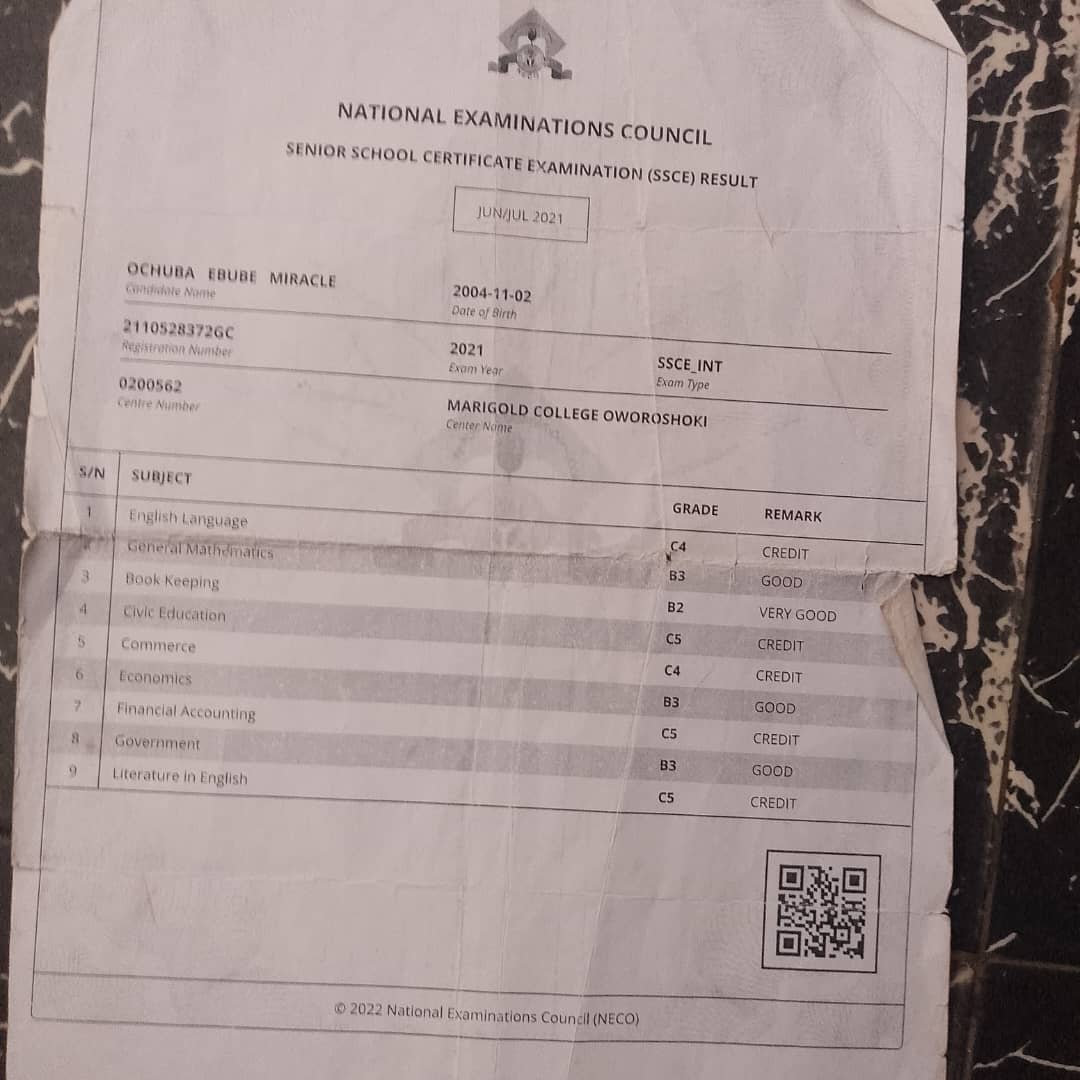 NATIONAL EXAMINATIONS COUNCIL
SENIOR SCHOOL CERTIFICATE EXAMINATION (SSCE) RESULT
JUN/JUL 2021
OCHUBA EBUBE MIRACLE 2004-11-02
Candidate Name Date of Birth
2110528372GC 2021 SSCE_INT
Registration Number Exam Year Exam Type
0200562 MARIGOLD COLLEGE OWOROSHOKI
Centre Number Center Name
S/N SUBJECT GRADE REMARK
1 English Language C4 CREDIT
General Mathematics B3 GOOD
3 Book Keeping B2 VERY GOOD
4 Civic Education C5 CREDIT
5 Commerce C4 CREDIT
6 Economics B3 GOOD
7 Financial Accounting C5 CREDIT
8 Government B3 GOOD
9 Literature in English C5 CREDIT
© 2022 National Examinations Council (NECO)